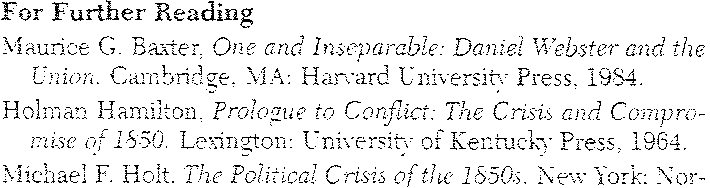 For Further Reading
Maurice G. Baxter, One and Inseparable: Daniel Webster and the
Union. Cambridge, MA: Harvard University Press, 1984.
Holman Hamilton, Prologue to Conflict: The Crisis and Compro-
mise of 1850. Lexington: University of Kentucky Press, 1964.
Michael F. Holt, The Political Crisis of the 1850s. New York: Nor-